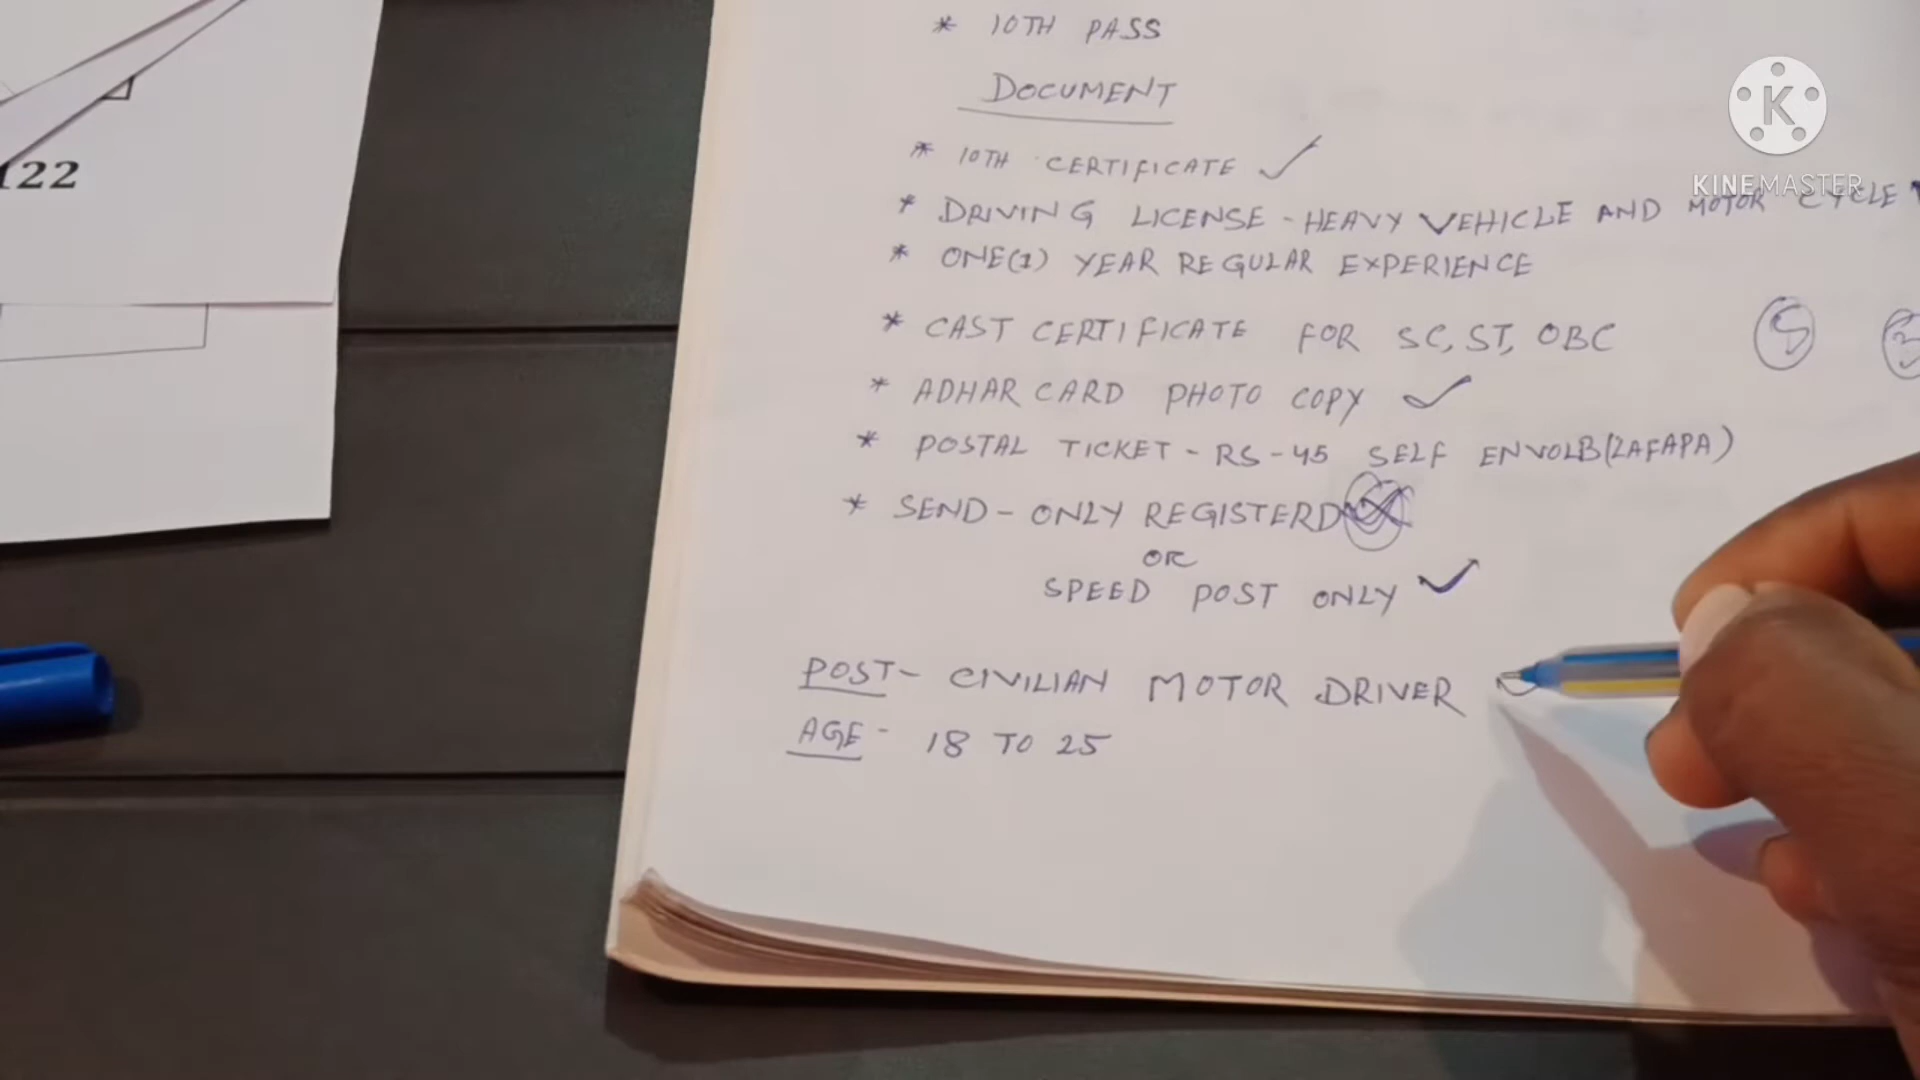 * 10TH PASS
DOCUMENT
* 10TH CERTIFICATE ✓
* DRIVING LICENSE - HEAVY VEHICLE AND MOTOR CYCLE
* ONE(1) YEAR REGULAR EXPERIENCE
* CAST CERTIFICATE FOR SC, ST, OBC
* ADHAR CARD PHOTO COPY ✓
* POSTAL TICKET - RS - 45 SELF ENVOLB(LAFAPA)
* SEND - ONLY REGISTERD
OR
SPEED POST ONLY ✓
POST - CIVILIAN MOTOR DRIVER
AGE - 18 TO 25
122
K
KINEMASTER